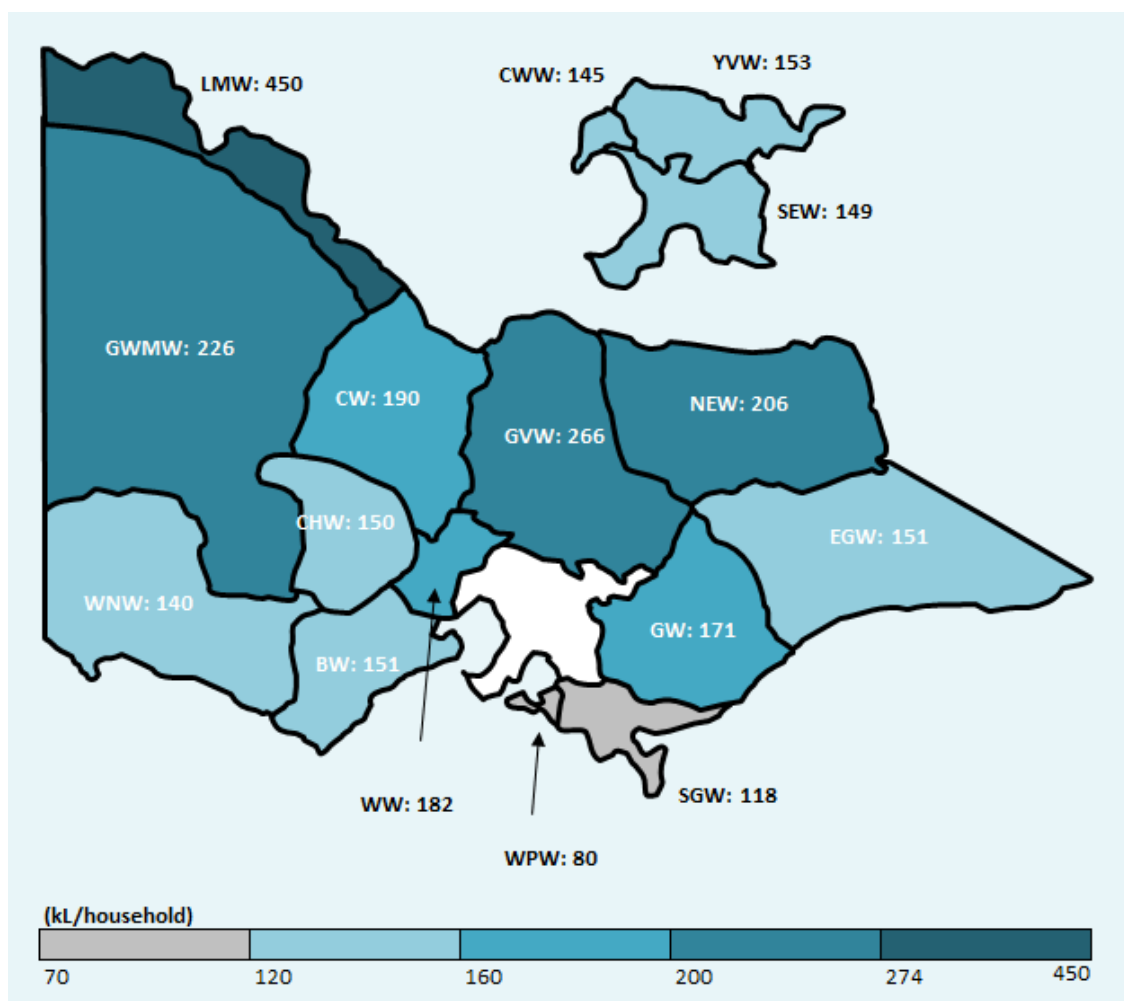 YVW: 153
CWW: 145
LMW: 450
SEW: 149
GWMW: 226
CW: 190
NEW: 206
GVW: 266
CHW: 150
EGW: 151
WNW: 140
GW: 171
BW: 151
WW: 182
SGW: 118
WPW: 80
(kL/household)
70 120 160 200 274 450